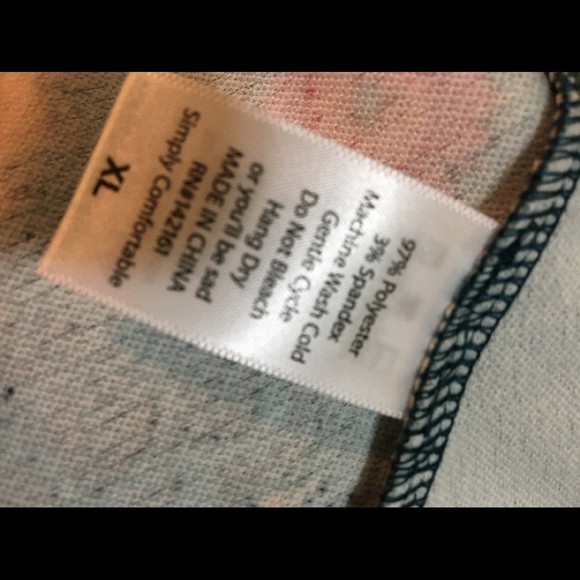 97% Polyester
3% Spandex
Machine Wash Cold
Gentle Cycle
Do Not Bleach
Hang Dry
or you'll be sad
MADE IN CHINA
RN#142161
Simply Comfortable
XL